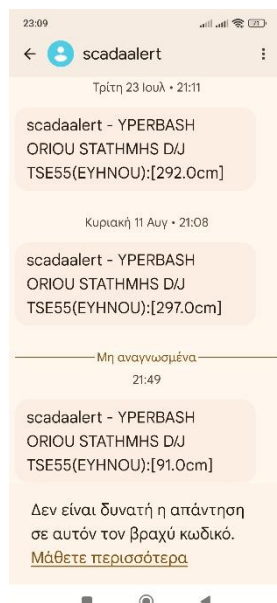 23:09
71
scadaalert
Τρίτη 23 Ιουλ • 21:11
scadaalert - YPERBASH
ORIOU STATHMHS D/J
TSE55(EYHNOU):[292.0cm]
Κυριακή 11 Αυγ • 21:08
scadaalert - YPERBASH
ORIOU STATHMHS D/J
TSE55(EYHNOU):[297.0cm]
Μη αναγνωσμένα
21:49
scadaalert - YPERBASH
ORIOU STATHMHS D/J
TSE55(EYHNOU):[91.0cm]
Δεν είναι δυνατή η απάντηση
σε αυτόν τον βραχύ κωδικό.
Μάθετε περισσότερα